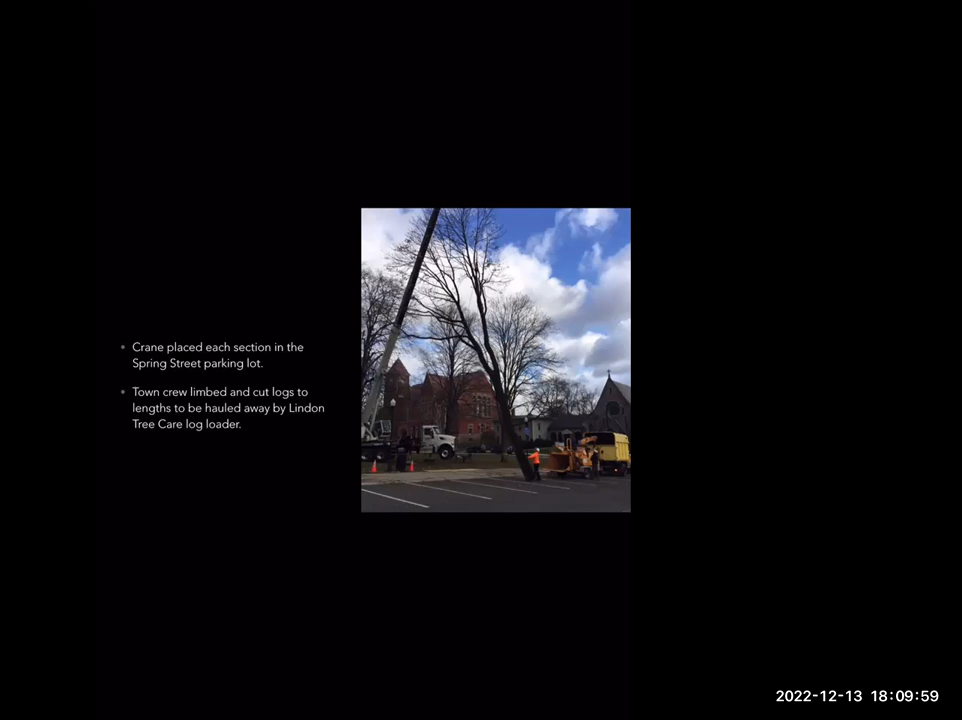 • Crane placed each section in the
Spring Street parking lot.
• Town crew limbed and cut logs to
lengths to be hauled away by Lindon
Tree Care log loader.
2022-12-13 18:09:59